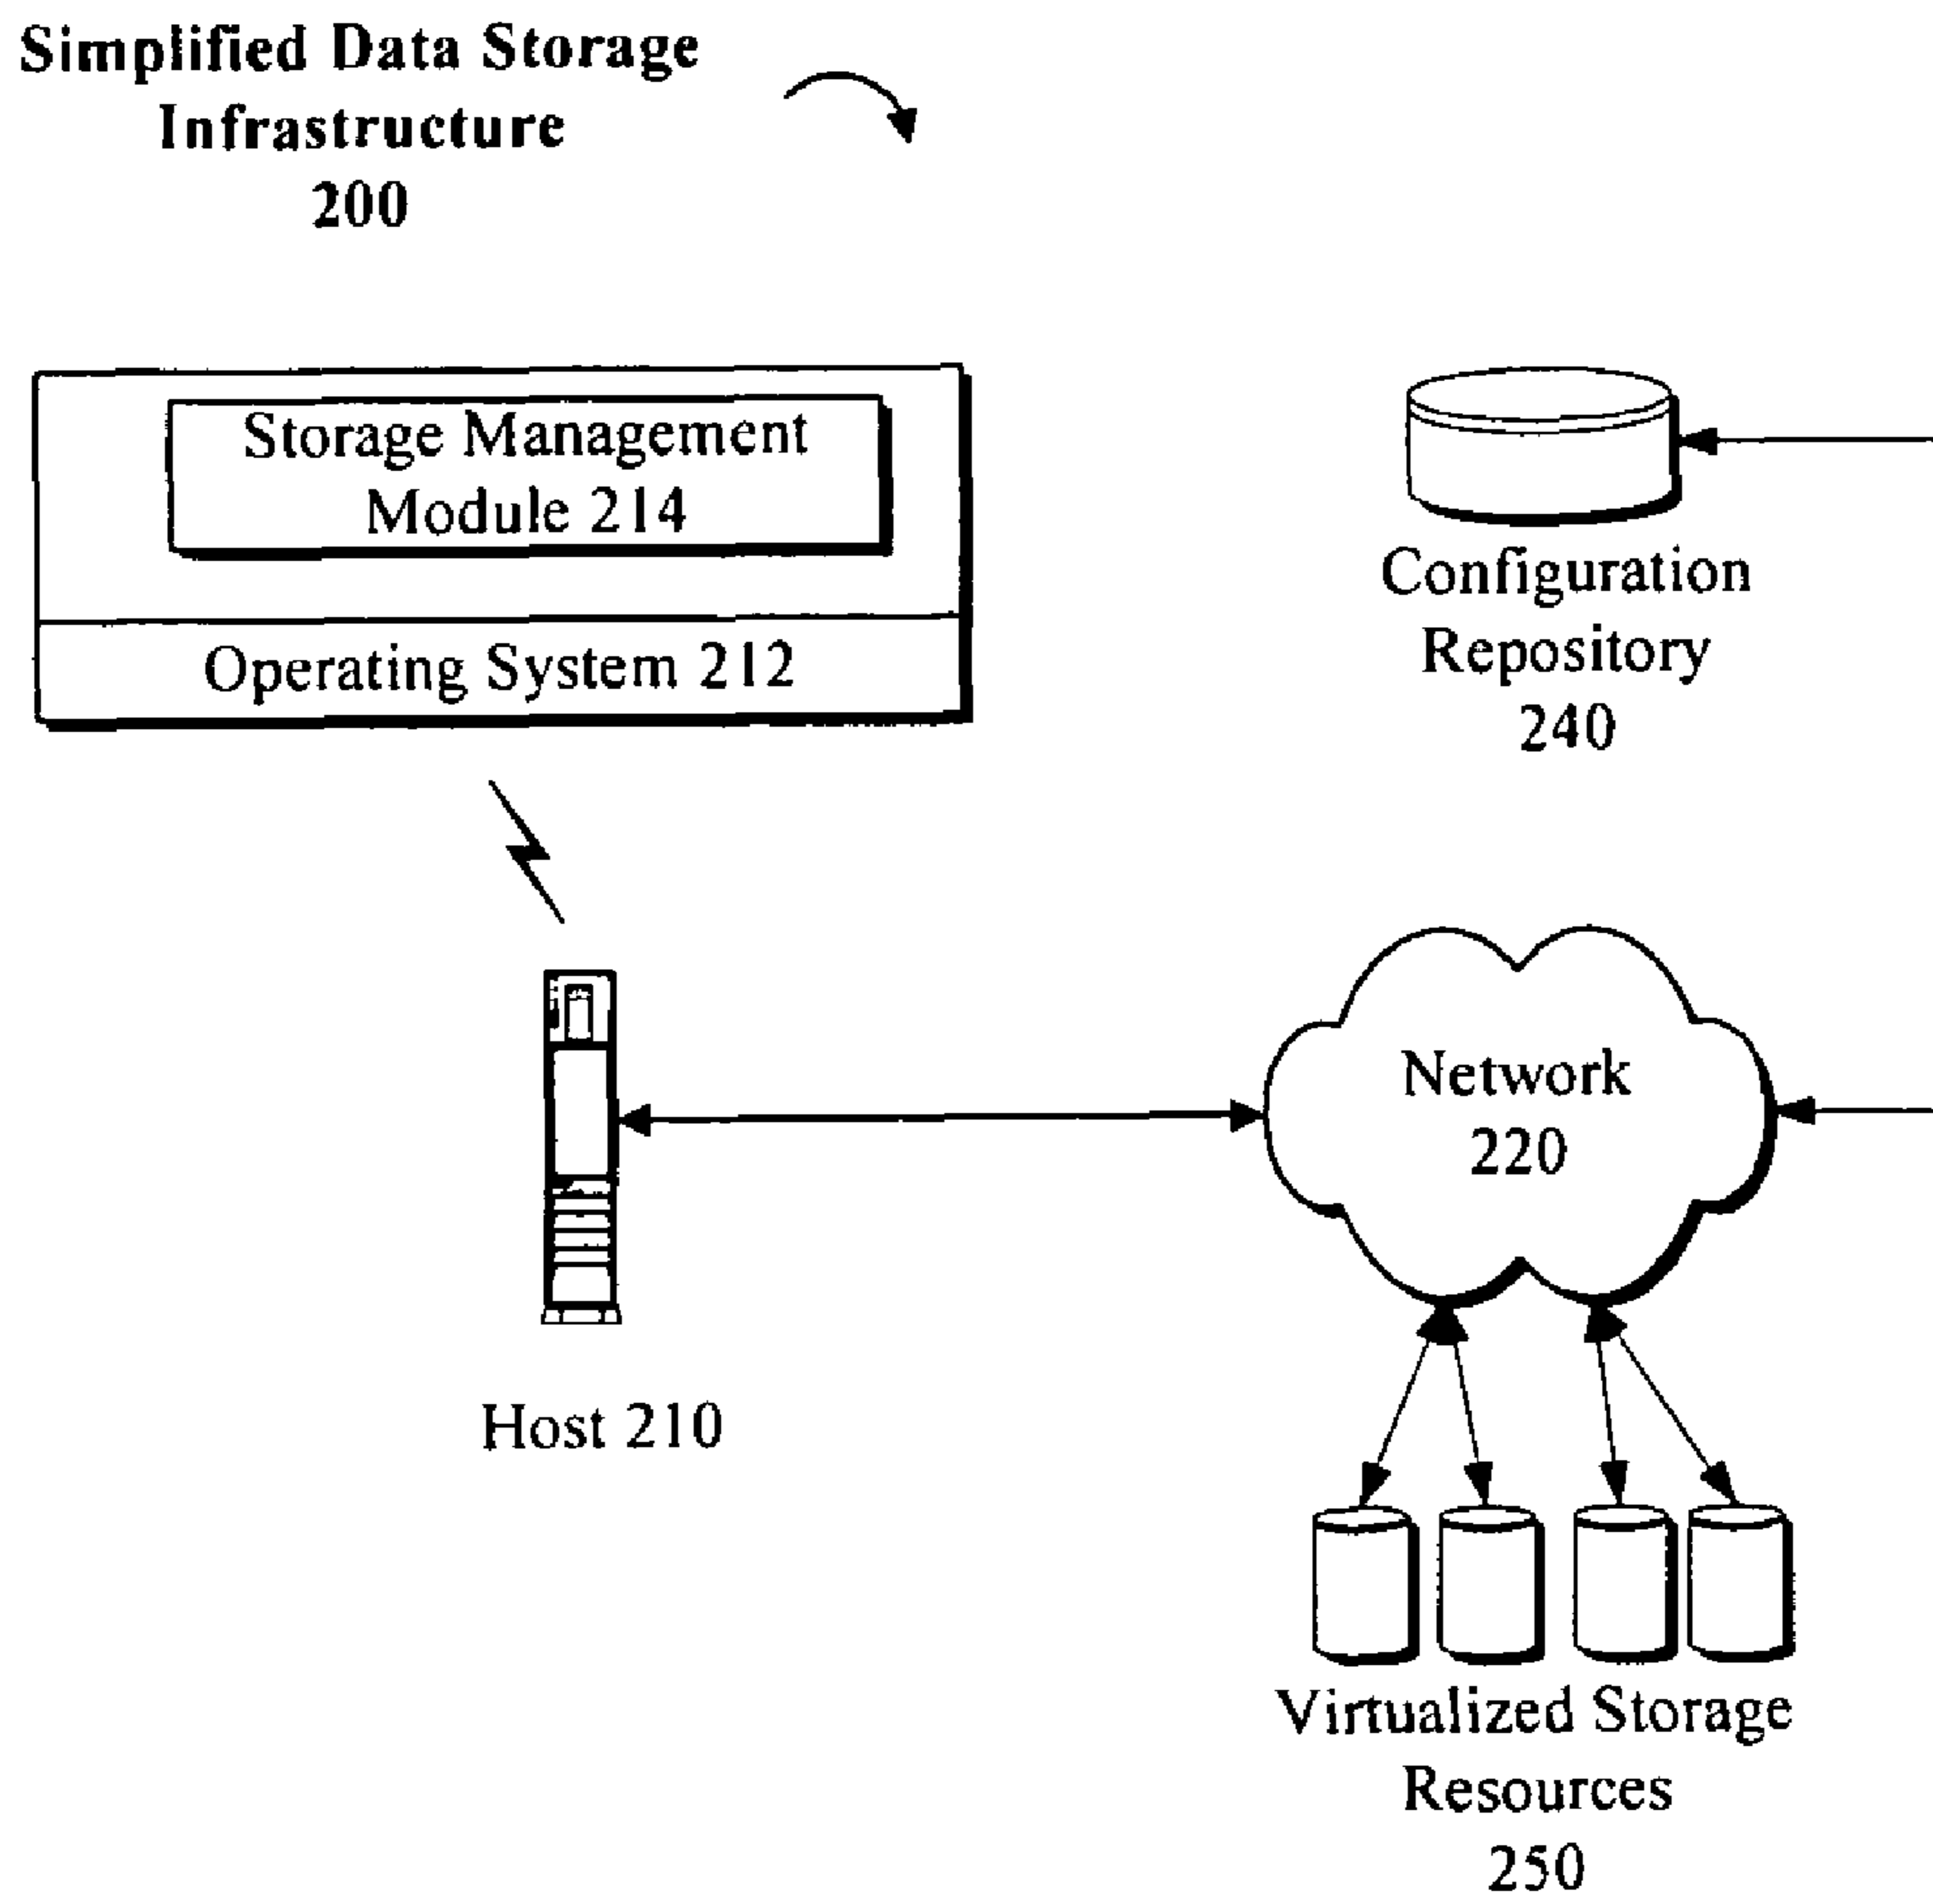 Simplified Data Storage
Infrastructure
200
Storage Management
Module 214
Operating System 212
Configuration
Repository
240
Network
220
Host 210
Virtualized Storage
Resources
250